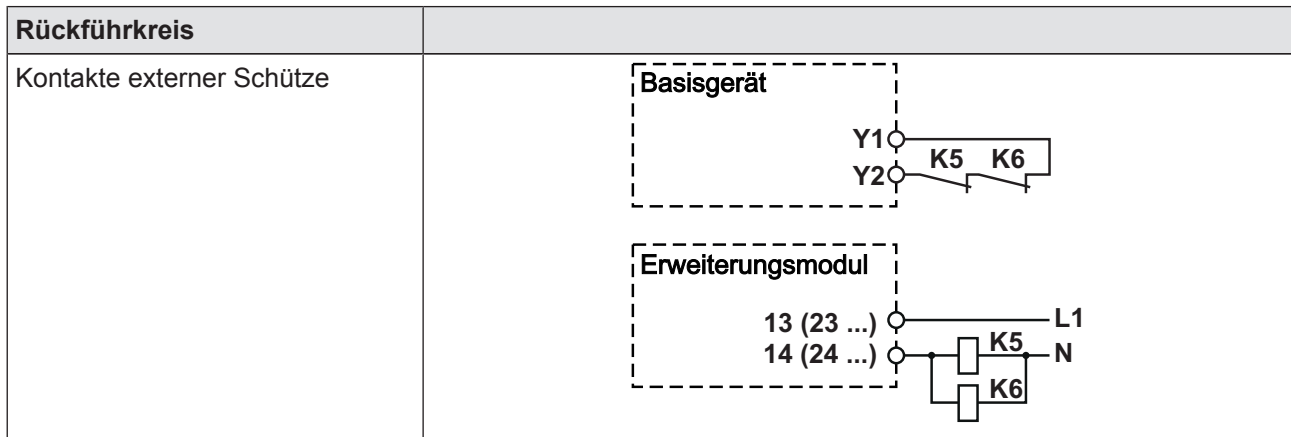 Rückführkreis
Kontakte externer Schütze
Basisgerät
Y1
K5 K6
Y2
Erweiterungsmodul
13 (23 ...) L1
14 (24 ...) K5 N
K6